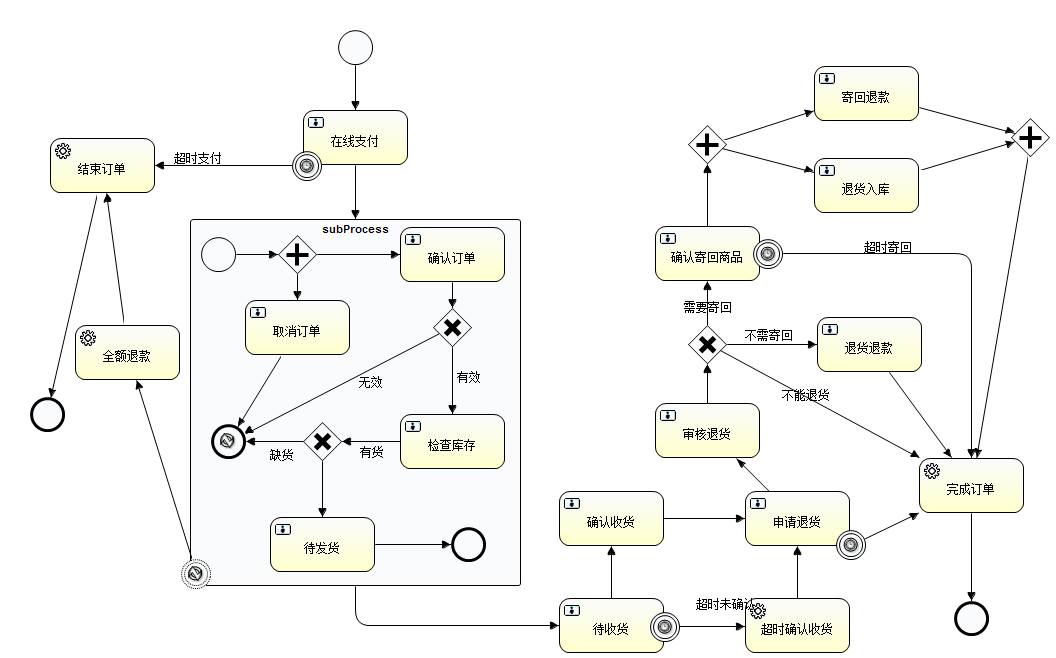 寄回退款
在线支付
结束订单
超时支付
退货入库
subProcess
确认订单
确认寄回商品
超时寄回
取消订单
需要寄回
不需寄回
退货退款
全额退款
无效
有效
不能退货
审核退货
检查库存
有货
缺货
完成订单
确认收货
申请退货
待发货
超时未确认
待收货
超时确认收货